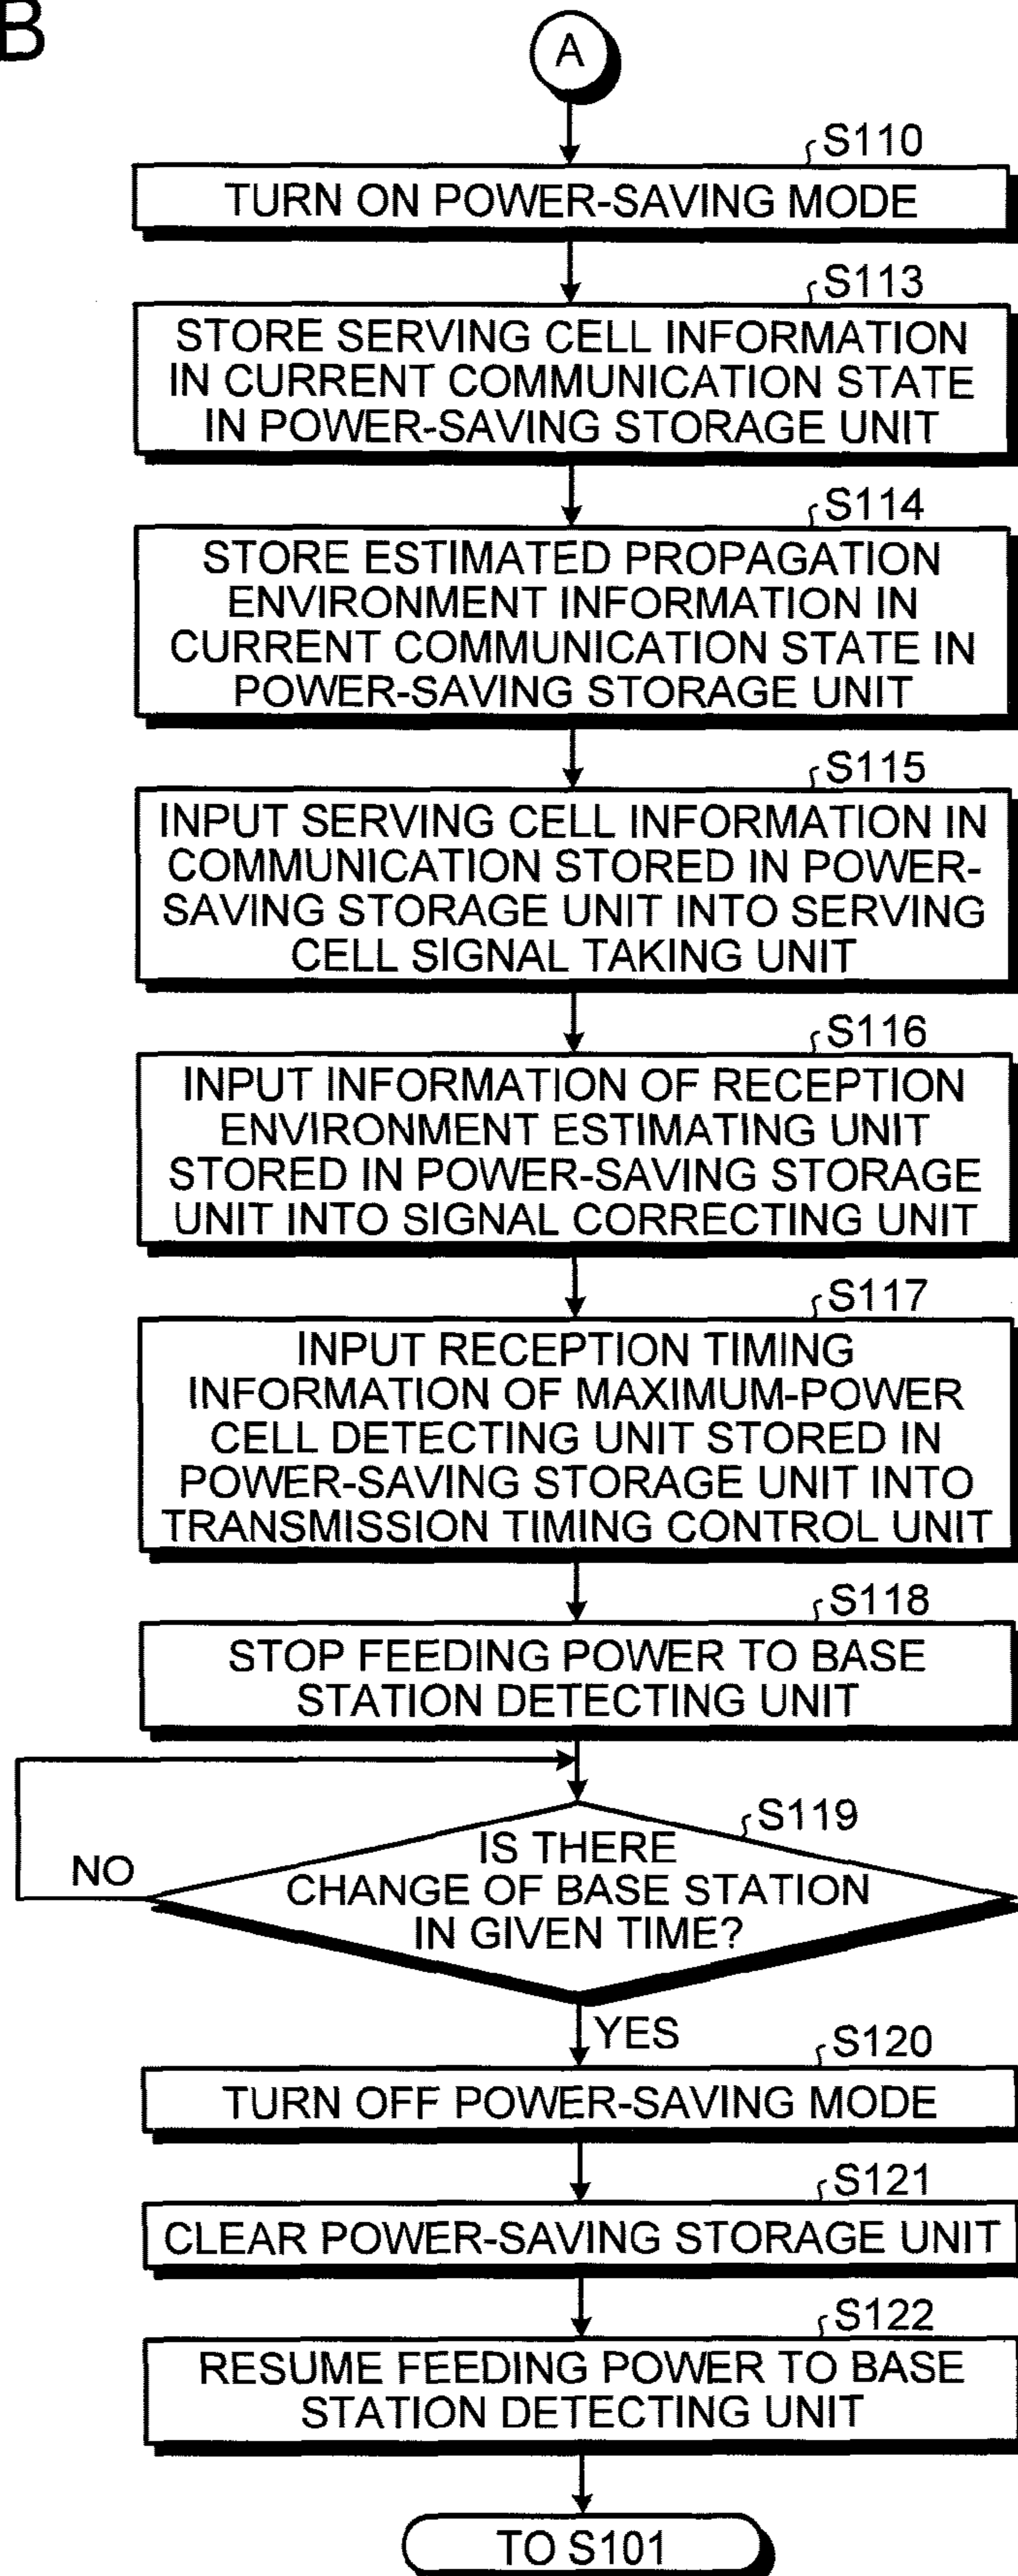 B
A
S110
TURN ON POWER-SAVING MODE
S113
STORE SERVING CELL INFORMATION
IN CURRENT COMMUNICATION STATE
IN POWER-SAVING STORAGE UNIT
S114
STORE ESTIMATED PROPAGATION
ENVIRONMENT INFORMATION IN
CURRENT COMMUNICATION STATE IN
POWER-SAVING STORAGE UNIT
S115
INPUT SERVING CELL INFORMATION IN
COMMUNICATION STORED IN POWER-
SAVING STORAGE UNIT INTO SERVING
CELL SIGNAL TAKING UNIT
S116
INPUT INFORMATION OF RECEPTION
ENVIRONMENT ESTIMATING UNIT
STORED IN POWER-SAVING STORAGE
UNIT INTO SIGNAL CORRECTING UNIT
S117
INPUT RECEPTION TIMING
INFORMATION OF MAXIMUM-POWER
CELL DETECTING UNIT STORED IN
POWER-SAVING STORAGE UNIT INTO
TRANSMISSION TIMING CONTROL UNIT
S118
STOP FEEDING POWER TO BASE
STATION DETECTING UNIT
S119
IS THERE
CHANGE OF BASE STATION
IN GIVEN TIME?
NO
YES
S120
TURN OFF POWER-SAVING MODE
S121
CLEAR POWER-SAVING STORAGE UNIT
S122
RESUME FEEDING POWER TO BASE
STATION DETECTING UNIT
TO S101